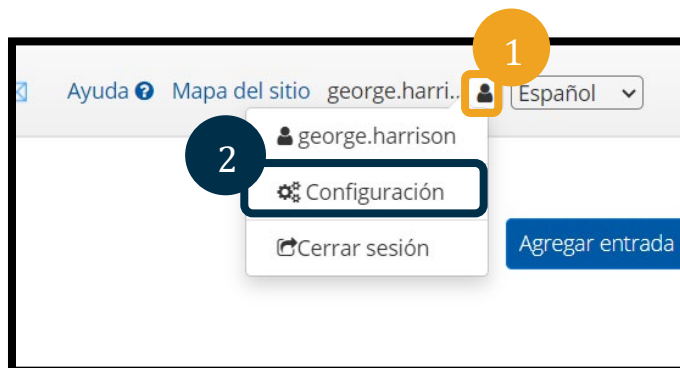 1
Ayuda Mapa del sitio george.harri.. Español
george.harrison
2
Configuración
Cerrar sesión
Agregar entrada